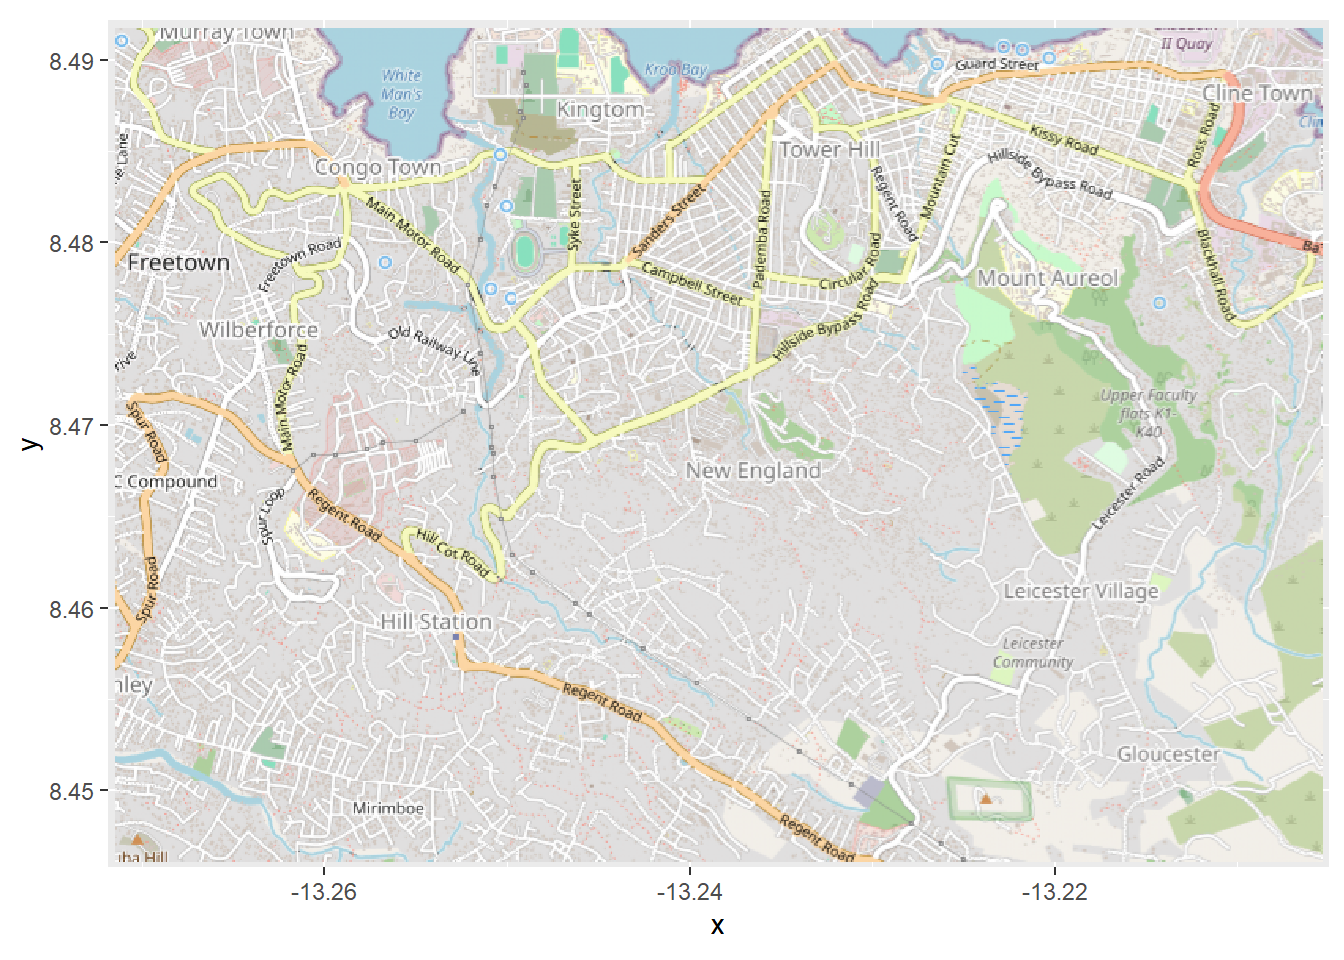 Murray Town
II Quay
8.49
White
Man's
Bay
Kroo Bay
Guard Street
Cline Town
Kingtom
Kissy Road
Ross Road
Congo Town
Tower Hill
Mountain Cut
Hillside Bypass Road
Regent Road
Main Motor Road
Syke Street
Sanders Street
Pademba Road
8.48
Freetown
Freetown Road
Campbell Street
Circular Road
Mount Aureol
Blackhall Road
Wilberforce
Old Railway Line
Hillside Bypass Road
Main Motor Road
Upper Faculty
flats K1-
K40
8.47
Spur Road
New England
C Compound
Spur Loop
Regent Road
Leicester Road
Hill Cot Road
Spur Road
8.46
Hill Station
Leicester Village
Leicester
Community
Regent Road
Gloucester
8.45
Mirimboe
Regent Road
-13.26
-13.24
-13.22
x
y